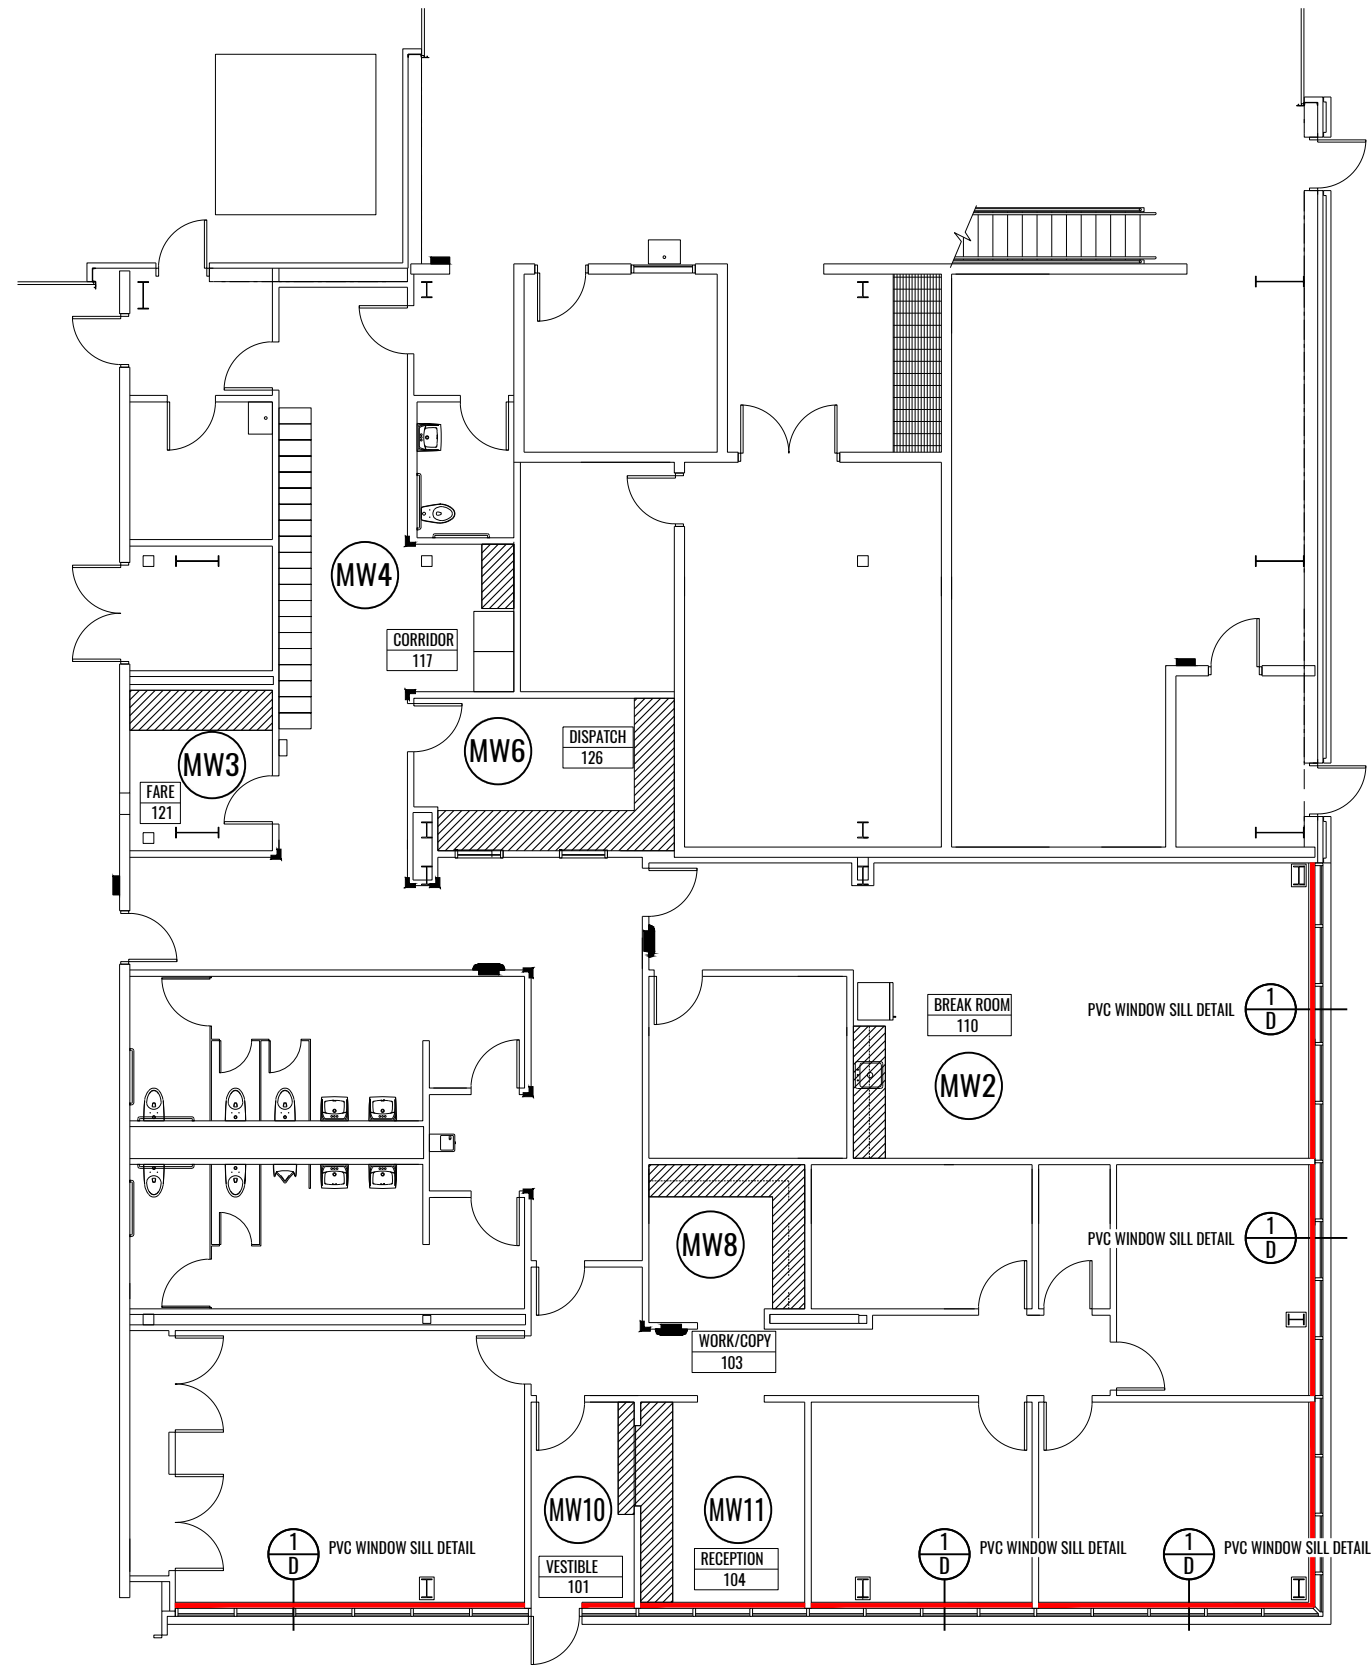 MW4
CORRIDOR
117
MW6
DISPATCH
126
MW3
FARE
121
BREAK ROOM
110
PVC WINDOW SILL DETAIL
1
D
MW2
MW8
PVC WINDOW SILL DETAIL
1
D
WORK/COPY
103
MW10
MW11
1
D
PVC WINDOW SILL DETAIL
VESTIBLE
101
RECEPTION
104
1
D
PVC WINDOW SILL DETAIL
1
D
PVC WINDOW SILL DETAIL